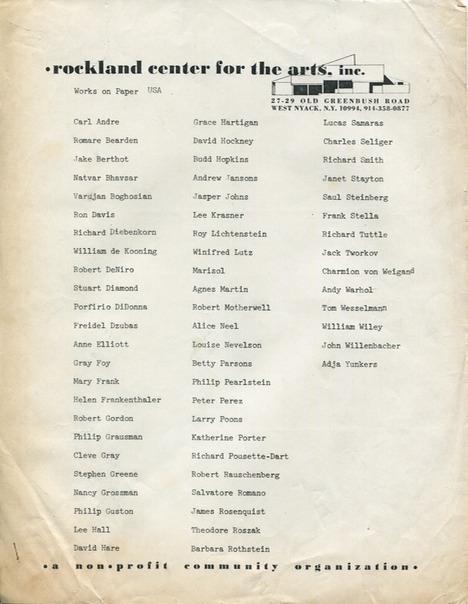 •rockland center for the arts, inc.
27-29 OLD GREENBUSH ROAD
WEST NYACK, N.Y. 10994, 914-358-0877
Works on Paper USA
Carl Andre
Romare Bearden
Jake Berthot
Natvar Bhavsar
Varujan Boghosian
Ron Davis
Richard Diebenkorn
William de Kooning
Robert DeNiro
Stuart Diamond
Porfirio DiDonna
Freidel Dzubas
Anne Elliott
Gray Foy
Mary Frank
Helen Frankenthaler
Robert Gordon
Philip Grausman
Cleve Gray
Stephen Greene
Nancy Grossman
Philip Guston
Lee Hall
David Hare
Grace Hartigan
David Hockney
Budd Hopkins
Andrew Jansons
Jasper Johns
Lee Krasner
Roy Lichtenstein
Winifred Lutz
Marisol
Agnes Martin
Robert Motherwell
Alice Neel
Louise Nevelson
Betty Parsons
Philip Pearlstein
Peter Perez
Larry Poons
Katherine Porter
Richard Pousette-Dart
Robert Rauschenberg
Salvatore Romano
James Rosenquist
Theodore Roszak
Barbara Rothstein
Lucas Samaras
Charles Seliger
Richard Smith
Janet Stayton
Saul Steinberg
Frank Stella
Richard Tuttle
Jack Tworkov
Charmion von Weigand
Andy Warhol
Tom Wesselmann
William Wiley
John Willenbacher
Adja Yunkers
•a non•profit community organization•